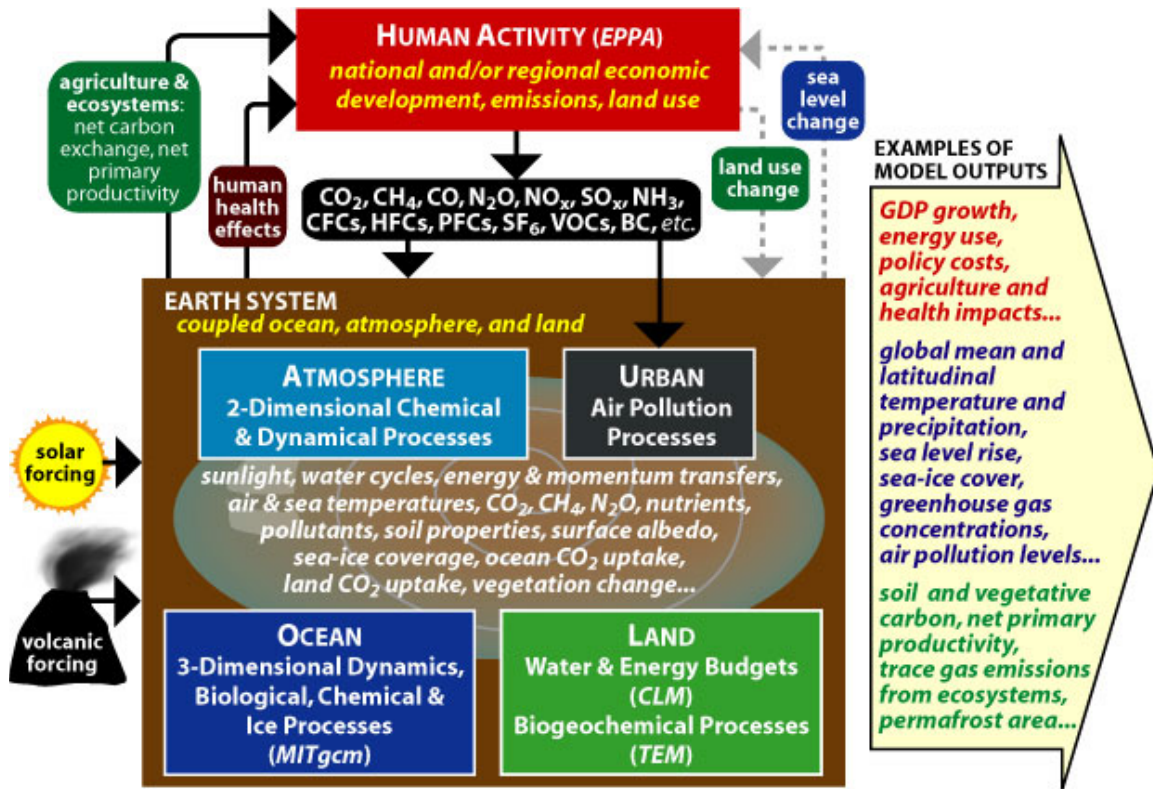 HUMAN ACTIVITY (EPPA)
national and/or regional economic
development, emissions, land use
agriculture &
ecosystems:
net carbon
exchange, net
primary
productivity
human
health
effects
sea
level
change
land use
change
CO₂, CH₄, CO, N₂O, NOₓ, SOₓ, NH₃,
CFCs, HFCs, PFCs, SF₆, VOCs, BC, etc.
EARTH SYSTEM
coupled ocean, atmosphere, and land
ATMOSPHERE
2-Dimensional Chemical
& Dynamical Processes
URBAN
Air Pollution
Processes
solar
forcing
volcanic
forcing
sunlight, water cycles, energy & momentum transfers,
air & sea temperatures, CO₂, CH₄, N₂O, nutrients,
pollutants, soil properties, surface albedo,
sea-ice coverage, ocean CO₂ uptake,
land CO₂ uptake, vegetation change...
OCEAN
3-Dimensional Dynamics,
Biological, Chemical &
Ice Processes
(MITgcm)
LAND
Water & Energy Budgets
(CLM)
Biogeochemical Processes
(TEM)
EXAMPLES OF
MODEL OUTPUTS
GDP growth,
energy use,
policy costs,
agriculture and
health impacts...
global mean and
latitudinal
temperature and
precipitation,
sea level rise,
sea-ice cover,
greenhouse gas
concentrations,
air pollution levels...
soil and vegetative
carbon, net primary
productivity,
trace gas emissions
from ecosystems,
permafrost area...